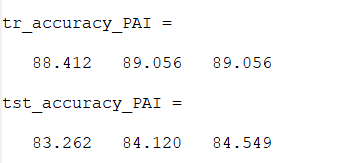 tr_accuracy_PAI =
88.412 89.056 89.056
tst_accuracy_PAI =
83.262 84.120 84.549